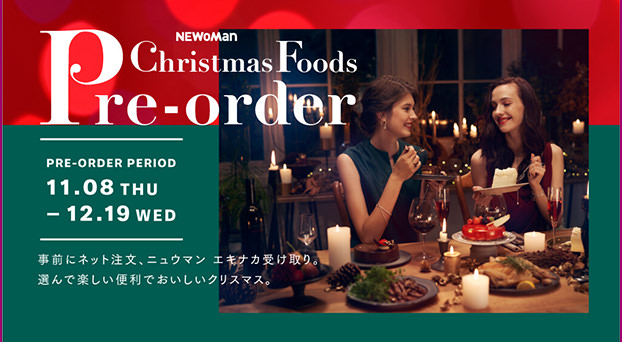 NEWoMan
Christmas Foods
Pre-order
PRE-ORDER PERIOD
11.08 THU
– 12.19 WED
事前にネット注文、ニュウマン エキナカ受け取り。
選んで楽しい便利でおいしいクリスマス。